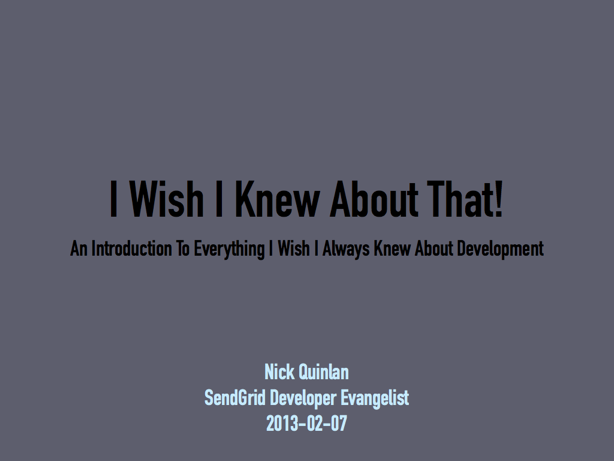 I Wish I Knew About That!
An Introduction To Everything I Wish I Always Knew About Development
Nick Quinlan
SendGrid Developer Evangelist
2013-02-07